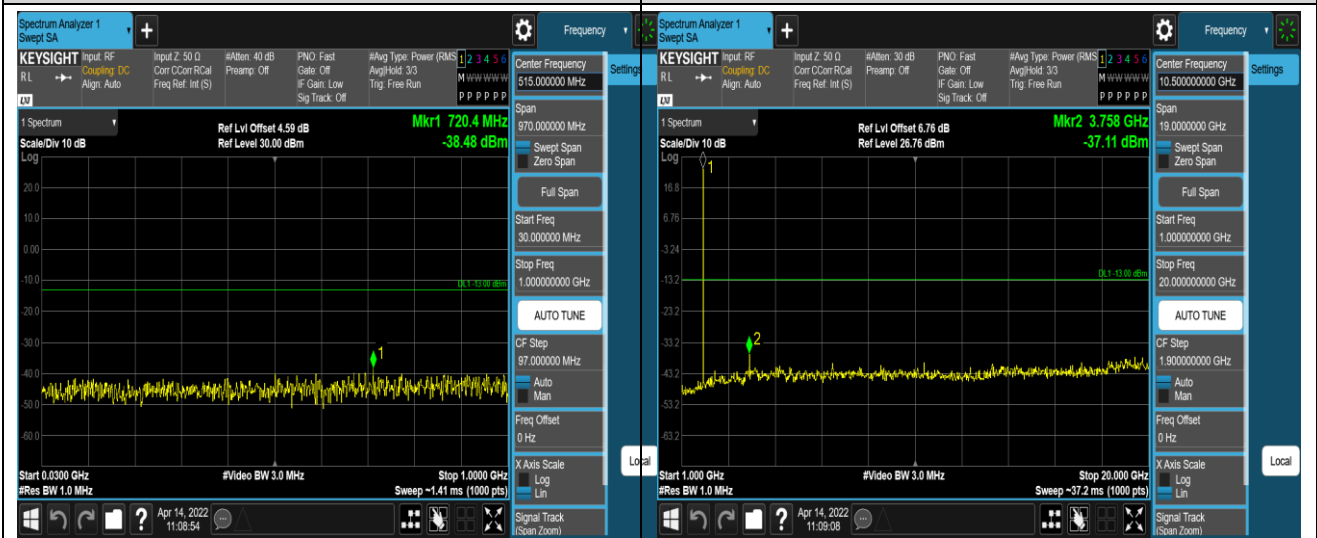 Spectrum Analyzer 1
Swept SA
+
Frequency
KEYSIGHT
RL
LXI
Input: RF
Coupling: DC
Align: Auto
Input Z: 50 Ω
Corr CCorr RCal
Freq Ref: Int (S)
#Atten: 40 dB
Preamp: Off
PNO: Fast
Gate: Off
IF Gain: Low
Sig Track: Off
#Avg Type: Power (RMS
Avg|Hold: 3/3
Trig: Free Run
1 2 3 4 5 6
M W W W W W
P P P P P P
1 Spectrum
Scale/Div 10 dB
Log
Ref Lvl Offset 4.59 dB
Ref Level 30.00 dBm
Mkr1 720.4 MHz
-38.48 dBm
20.0
10.0
0.00
-10.0
-20.0
-30.0
-40.0
-50.0
-60.0
DL1 -13.00 dBm
1
Start 0.0300 GHz
#Res BW 1.0 MHz
#Video BW 3.0 MHz
Stop 1.0000 GHz
Sweep ~1.41 ms (1000 pts)
Center Frequency
515.000000 MHz
Span
970.000000 MHz
Swept Span
Zero Span
Full Span
Start Freq
30.000000 MHz
Stop Freq
1.000000000 GHz
AUTO TUNE
CF Step
97.000000 MHz
Auto
Man
Freq Offset
0 Hz
X Axis Scale
Log
Lin
Signal Track
(Span Zoom)
Settings
Local
?
Apr 14, 2022
11:08:54
Spectrum Analyzer 1
Swept SA
+
Frequency
KEYSIGHT
RL
LXI
Input: RF
Coupling: DC
Align: Auto
Input Z: 50 Ω
Corr CCorr RCal
Freq Ref: Int (S)
#Atten: 30 dB
Preamp: Off
PNO: Fast
Gate: Off
IF Gain: Low
Sig Track: Off
#Avg Type: Power (RMS
Avg|Hold: 3/3
Trig: Free Run
1 2 3 4 5 6
M W W W W W
P P P P P P
1 Spectrum
Scale/Div 10 dB
Log
Ref Lvl Offset 6.76 dB
Ref Level 26.76 dBm
Mkr2 3.758 GHz
-37.11 dBm
1
16.8
6.76
-3.24
-13.2
-23.2
-33.2
-43.2
-53.2
-63.2
DL1 -13.00 dBm
2
Start 1.000 GHz
#Res BW 1.0 MHz
#Video BW 3.0 MHz
Stop 20.000 GHz
Sweep ~37.2 ms (1000 pts)
Center Frequency
10.500000000 GHz
Span
19.0000000 GHz
Swept Span
Zero Span
Full Span
Start Freq
1.000000000 GHz
Stop Freq
20.000000000 GHz
AUTO TUNE
CF Step
1.900000000 GHz
Auto
Man
Freq Offset
0 Hz
X Axis Scale
Log
Lin
Signal Track
(Span Zoom)
Settings
Local
?
Apr 14, 2022
11:09:08